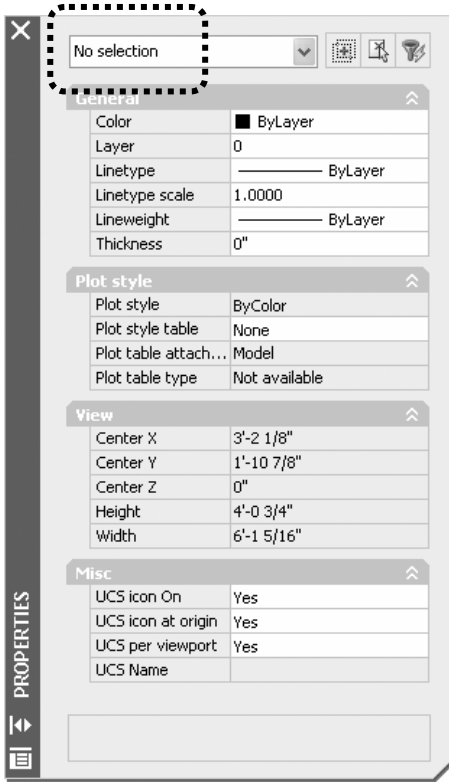 No selection
General
Color ByLayer
Layer 0
Linetype ByLayer
Linetype scale 1.0000
Lineweight ByLayer
Thickness 0"
Plot style
Plot style ByColor
Plot style table None
Plot table attach... Model
Plot table type Not available
View
Center X 3'-2 1/8"
Center Y 1'-10 7/8"
Center Z 0"
Height 4'-0 3/4"
Width 6'-1 5/16"
Misc
UCS icon On Yes
UCS icon at origin Yes
UCS per viewport Yes
UCS Name
PROPERTIES